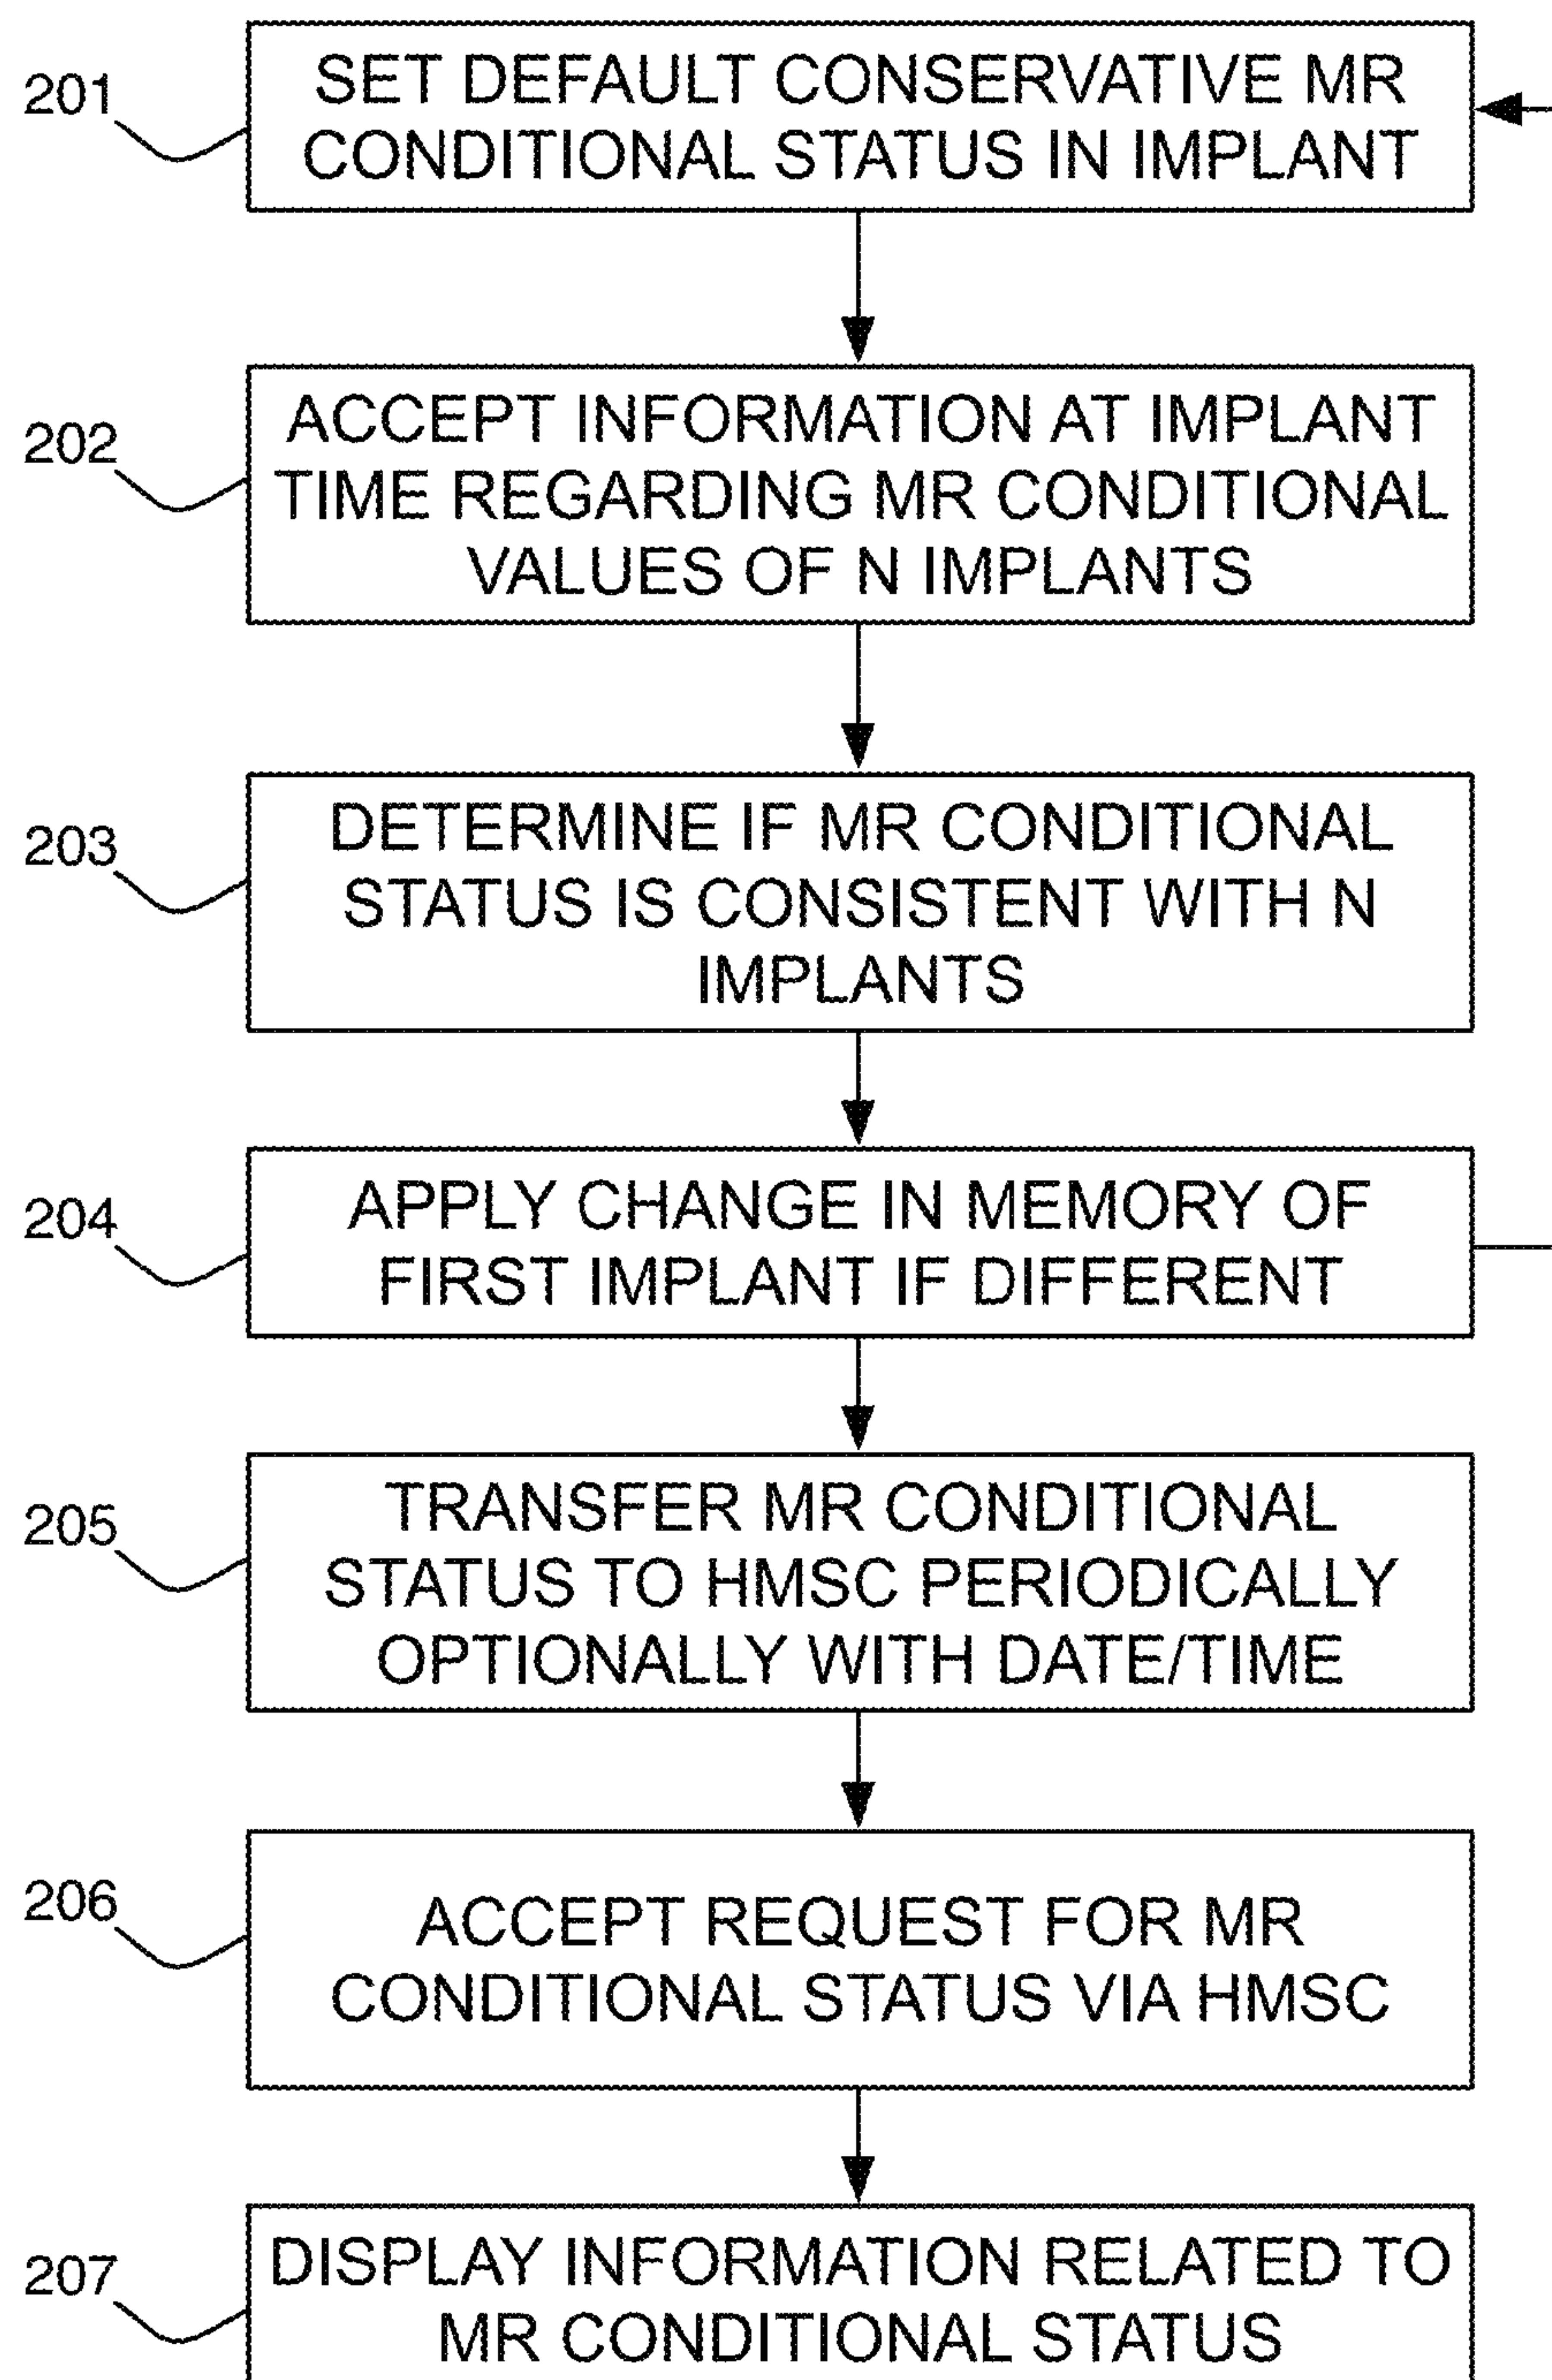 201
SET DEFAULT CONSERVATIVE MR
CONDITIONAL STATUS IN IMPLANT
202
ACCEPT INFORMATION AT IMPLANT
TIME REGARDING MR CONDITIONAL
VALUES OF N IMPLANTS
203
DETERMINE IF MR CONDITIONAL
STATUS IS CONSISTENT WITH N
IMPLANTS
204
APPLY CHANGE IN MEMORY OF
FIRST IMPLANT IF DIFFERENT
205
TRANSFER MR CONDITIONAL
STATUS TO HMSC PERIODICALLY
OPTIONALLY WITH DATE/TIME
206
ACCEPT REQUEST FOR MR
CONDITIONAL STATUS VIA HMSC
207
DISPLAY INFORMATION RELATED TO
MR CONDITIONAL STATUS